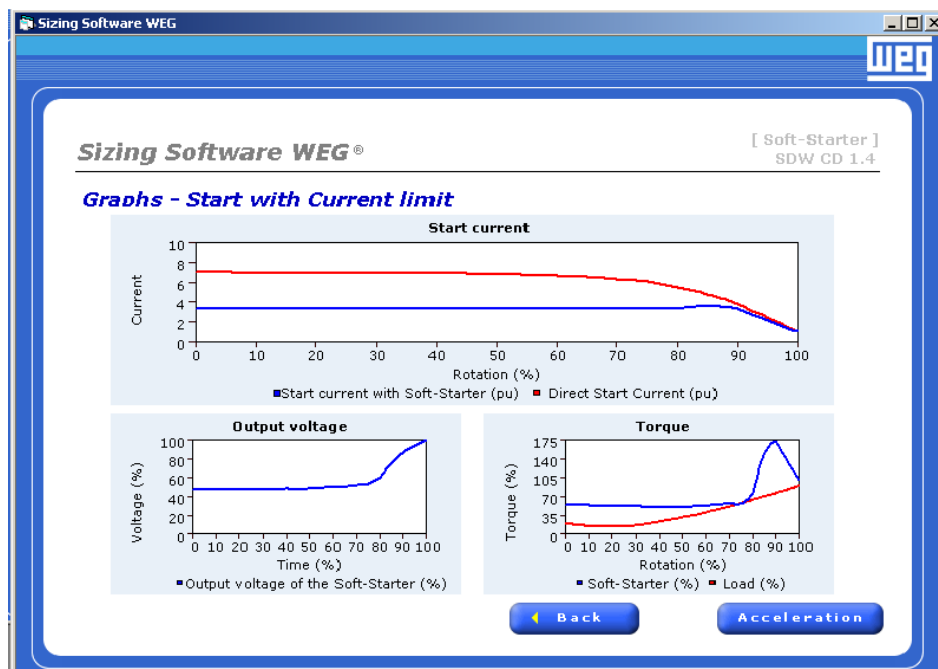 Sizing Software WEG
WEG
[ Soft-Starter ]
Sizing Software WEG ®
SDW CD 1.4
Graphs - Start with Current limit
Start current
10
8
6
4
2
0
Current
0 10 20 30 40 50 60 70 80 90 100
Rotation (%)
Start current with Soft-Starter (pu) Direct Start Current (pu)
Output voltage
100
80
60
40
20
0
Voltage (%)
0 10 20 30 40 50 60 70 80 90 100
Time (%)
Output voltage of the Soft-Starter (%)
Torque
175
140
105
70
35
0
Torque (%)
0 10 20 30 40 50 60 70 80 90 100
Rotation (%)
Soft-Starter (%) Load (%)
Back
Acceleration